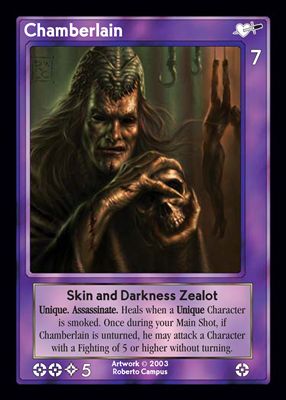 Chamberlain
7
Skin and Darkness Zealot
Unique. Assassinate. Heals when a Unique Character
is smoked. Once during your Main Shot, if
Chamberlain is unturned, he may attack a Character
with a Fighting of 5 or higher without turning.
5
Artwork © 2003
Roberto Campus